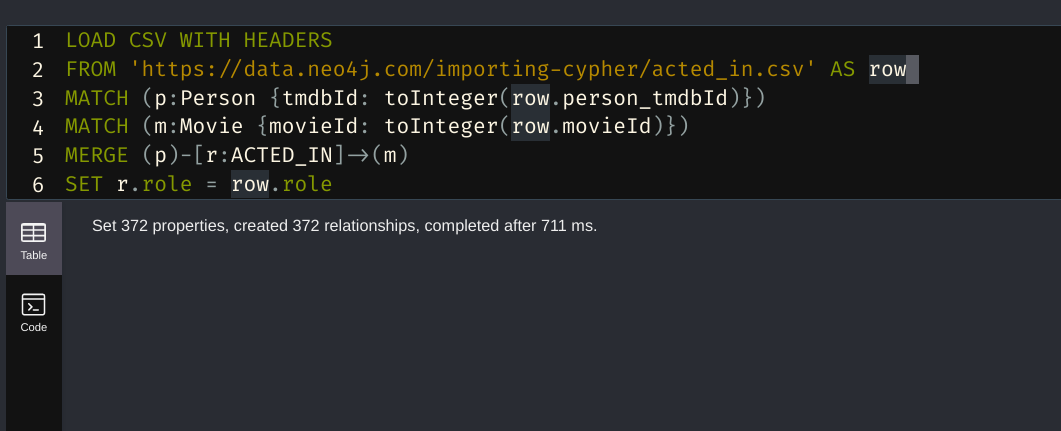 1 LOAD CSV WITH HEADERS
2 FROM 'https://data.neo4j.com/importing-cypher/acted_in.csv' AS row
3 MATCH (p:Person {tmdbId: toInteger(row.person_tmdbId)})
4 MATCH (m:Movie {movieId: toInteger(row.movieId)})
5 MERGE (p)-[r:ACTED_IN]->(m)
6 SET r.role = row.role
Set 372 properties, created 372 relationships, completed after 711 ms.
Table
Code